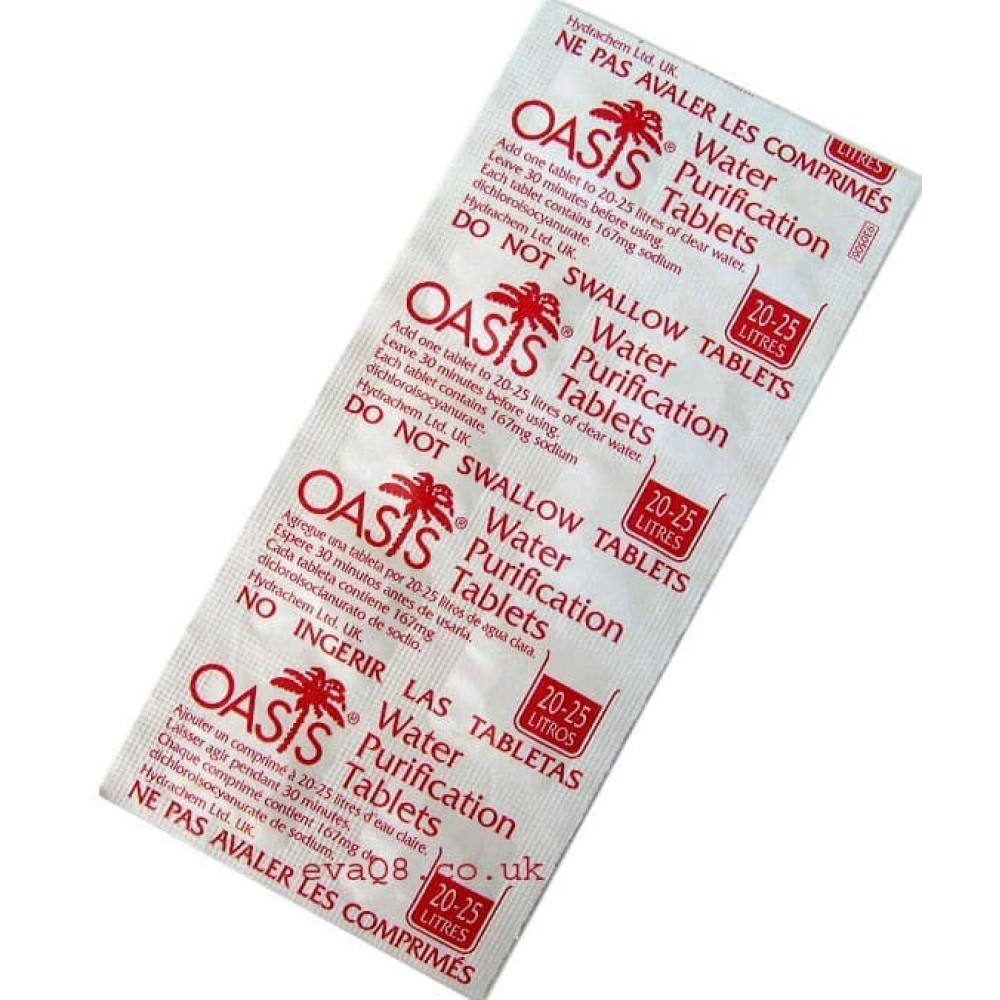 Hydrachem Ltd. UK.
NE PAS AVALER LES COMPRIMÉS
LITRES
OASIS®
Water
Purification
Tablets
Add one tablet to 20-25 litres of clear water.
Leave 30 minutes before using.
Each tablet contains 167mg sodium
dichloroisocyanurate.
Hydrachem Ltd. UK.
DO NOT SWALLOW TABLETS
20-25
LITRES
OASIS®
Water
Purification
Tablets
Add one tablet to 20-25 litres of clear water.
Leave 30 minutes before using.
Each tablet contains 167mg sodium
dichloroisocyanurate.
Hydrachem Ltd. UK.
DO NOT SWALLOW TABLETS
20-25
LITRES
OASIS®
Water
Purification
Tablets
Agregue una tableta por 20-25 litros de agua clara.
Espere 30 minutos antes de usarla.
Cada tableta contiene 167mg
dicloroisocianurato de sodio.
Hydrachem Ltd. UK.
NO INGERIR LAS TABLETAS
20-25
LITROS
OASIS®
Water
Purification
Tablets
Ajouter un comprimé à 20-25 litres d'eau claire.
Laisser agir pendant 30 minutes.
Chaque comprimé contient 167mg de
dichloroisocyanurate de sodium.
Hydrachem Ltd. UK.
NE PAS AVALER LES COMPRIMÉS
20-25
LITRES
evaQ8.co.uk